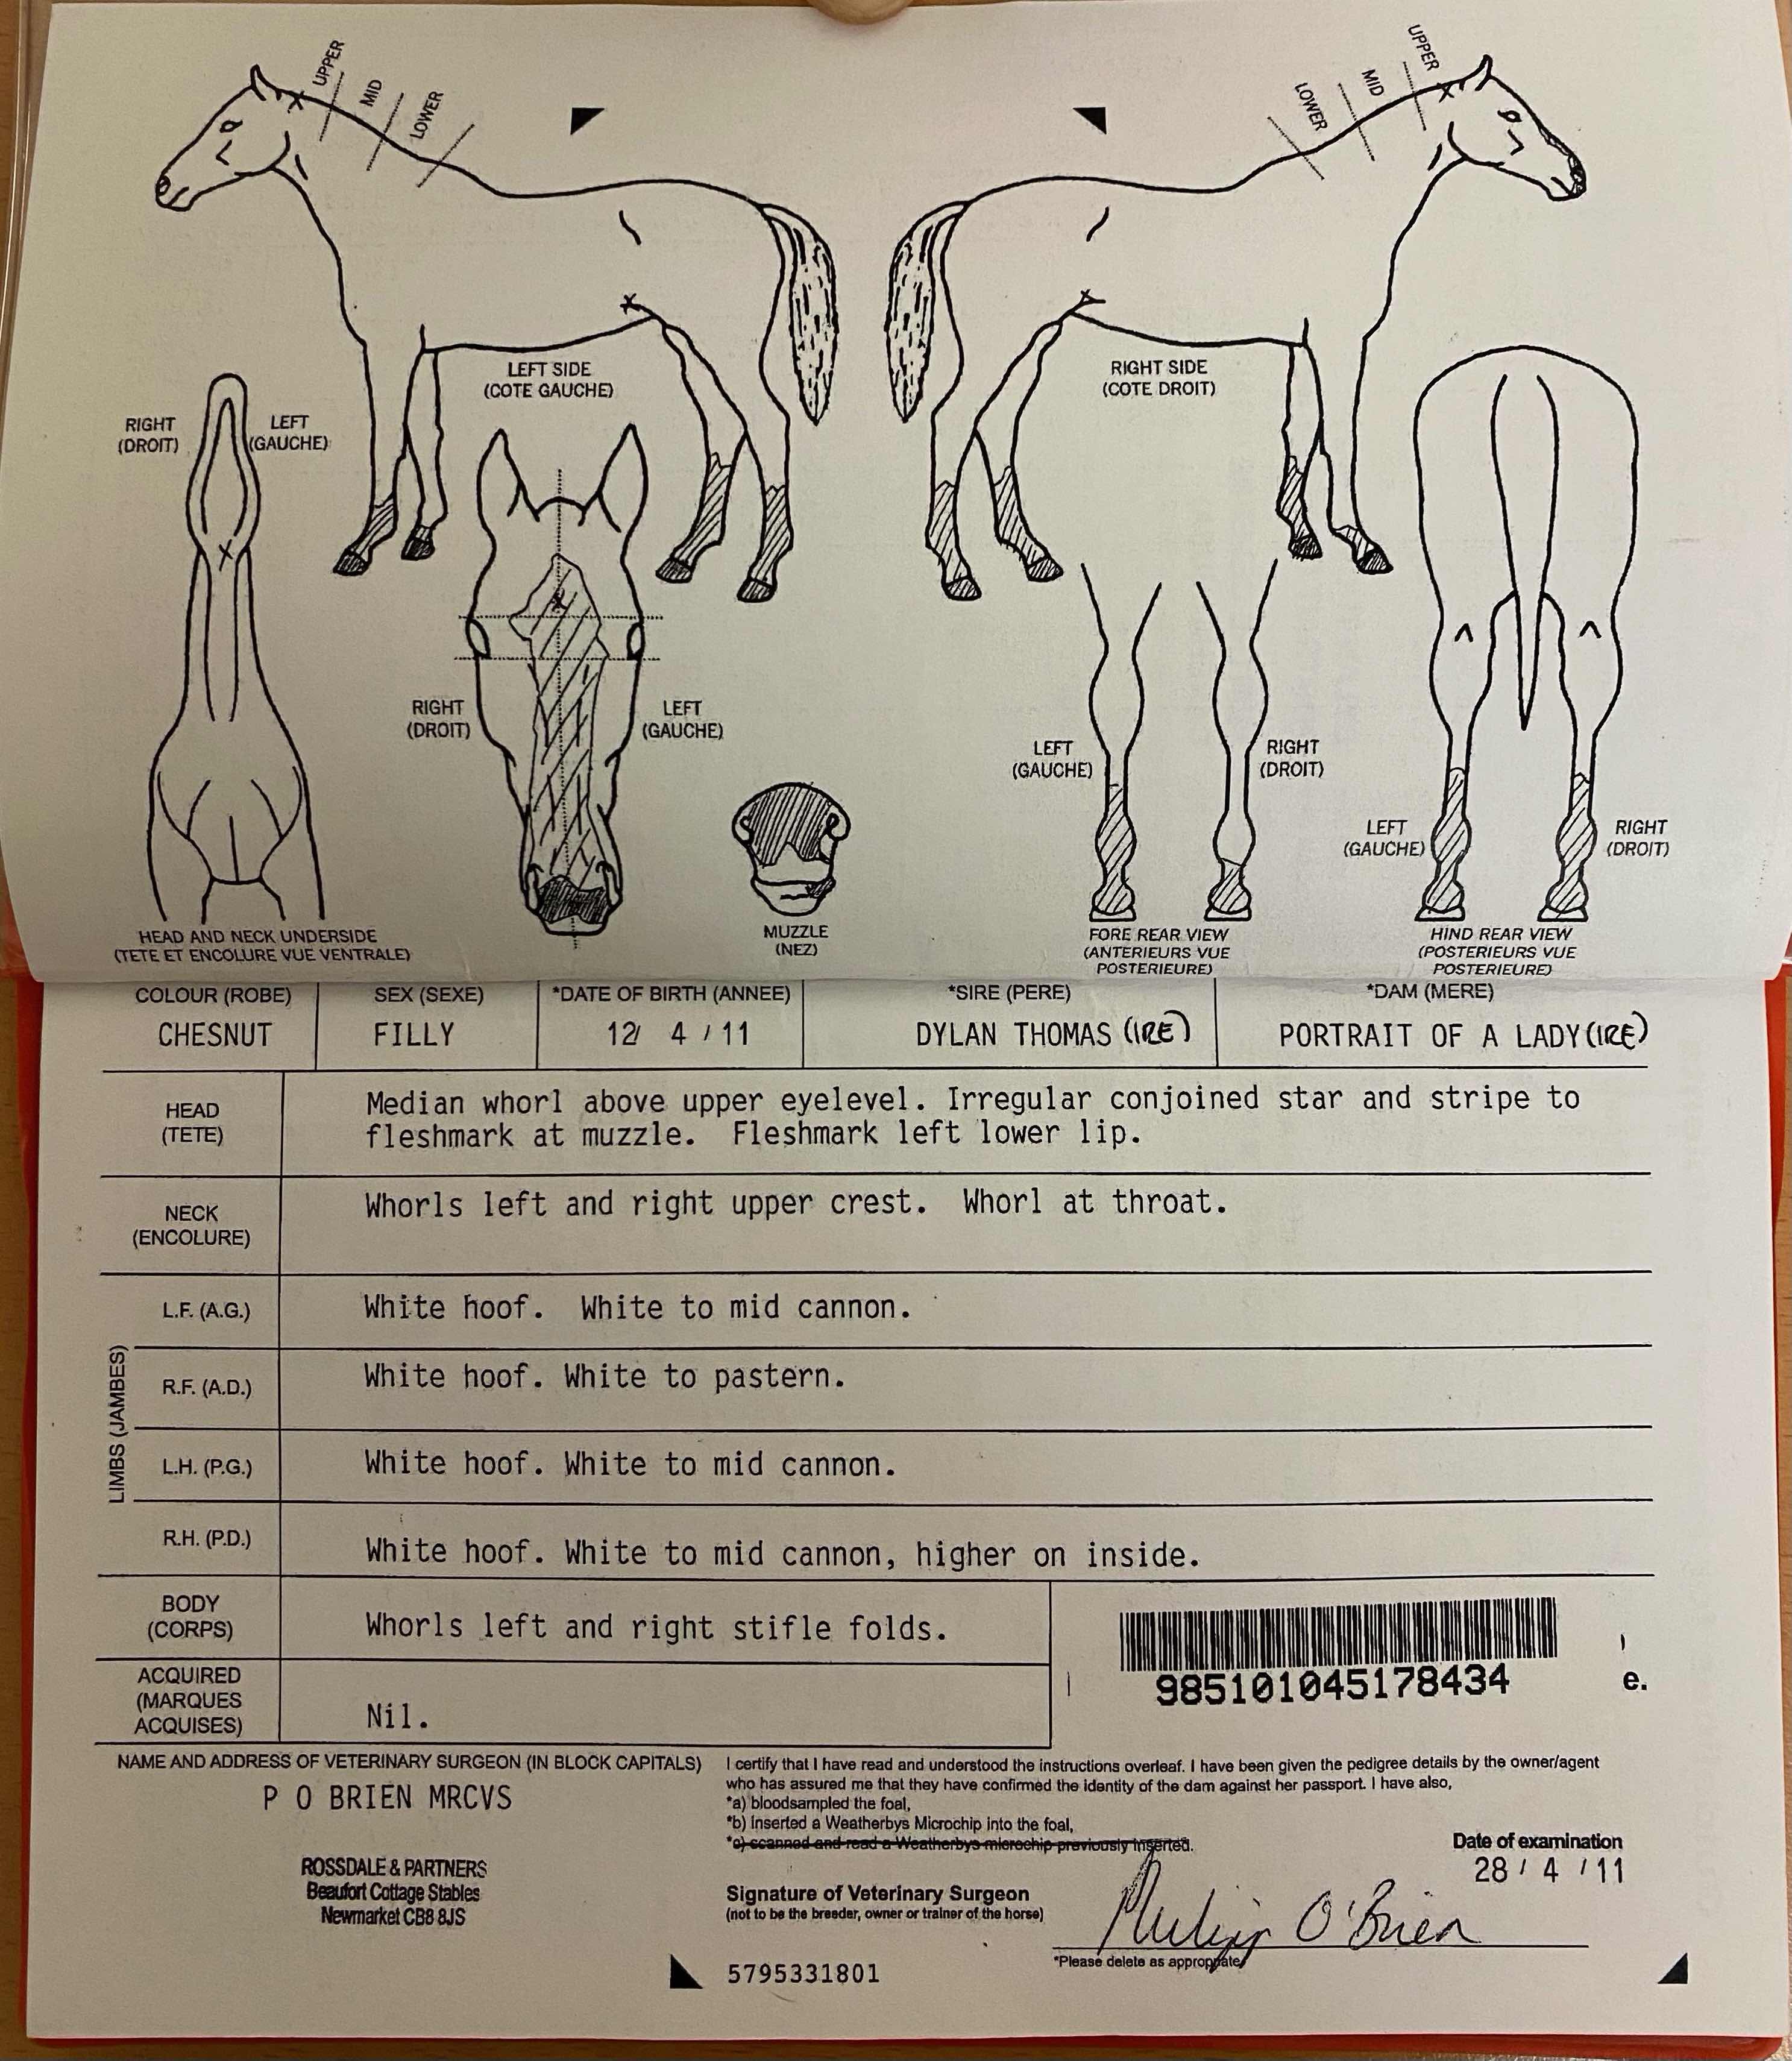 UPPER
MID
LOWER
UPPER
MID
LOWER
LEFT SIDE
(COTE GAUCHE)
RIGHT SIDE
(COTE DROIT)
RIGHT
(DROIT)
LEFT
(GAUCHE)
RIGHT
(DROIT)
LEFT
(GAUCHE)
LEFT
(GAUCHE)
RIGHT
(DROIT)
LEFT
(GAUCHE)
RIGHT
(DROIT)
HEAD AND NECK UNDERSIDE
(TETE ET ENCOLURE VUE VENTRALE)
MUZZLE
(NEZ)
FORE REAR VIEW
(ANTERIEURS VUE
POSTERIEURE)
HIND REAR VIEW
(POSTERIEURS VUE
POSTERIEURE)
COLOUR (ROBE) SEX (SEXE) *DATE OF BIRTH (ANNEE) *SIRE (PERE) *DAM (MERE)
CHESNUT FILLY 12/ 4 / 11 DYLAN THOMAS (IRE) PORTRAIT OF A LADY (IRE)
HEAD
(TETE)
Median whorl above upper eyelevel. Irregular conjoined star and stripe to
fleshmark at muzzle. Fleshmark left lower lip.
NECK
(ENCOLURE)
Whorls left and right upper crest. Whorl at throat.
LIMBS (JAMBES)
L.F. (A.G.) White hoof. White to mid cannon.
R.F. (A.D.) White hoof. White to pastern.
L.H. (P.G.) White hoof. White to mid cannon.
R.H. (P.D.) White hoof. White to mid cannon, higher on inside.
BODY
(CORPS)
Whorls left and right stifle folds.
ACQUIRED
(MARQUES
ACQUISES)
Nil.
985101045178434
e.
NAME AND ADDRESS OF VETERINARY SURGEON (IN BLOCK CAPITALS)
P O BRIEN MRCVS
ROSSDALE & PARTNERS
Beaufort Cottage Stables
Newmarket CB8 8JS
I certify that I have read and understood the instructions overleaf. I have been given the pedigree details by the owner/agent
who has assured me that they have confirmed the identity of the dam against her passport. I have also,
*a) bloodsampled the foal,
*b) inserted a Weatherbys Microchip into the foal,
*c) scanned and read a Weatherbys microchip previously inserted.
Date of examination
28 / 4 / 11
Signature of Veterinary Surgeon
(not to be the breeder, owner or trainer of the horse)
Philip O'Brien
*Please delete as appropriate
5795331801